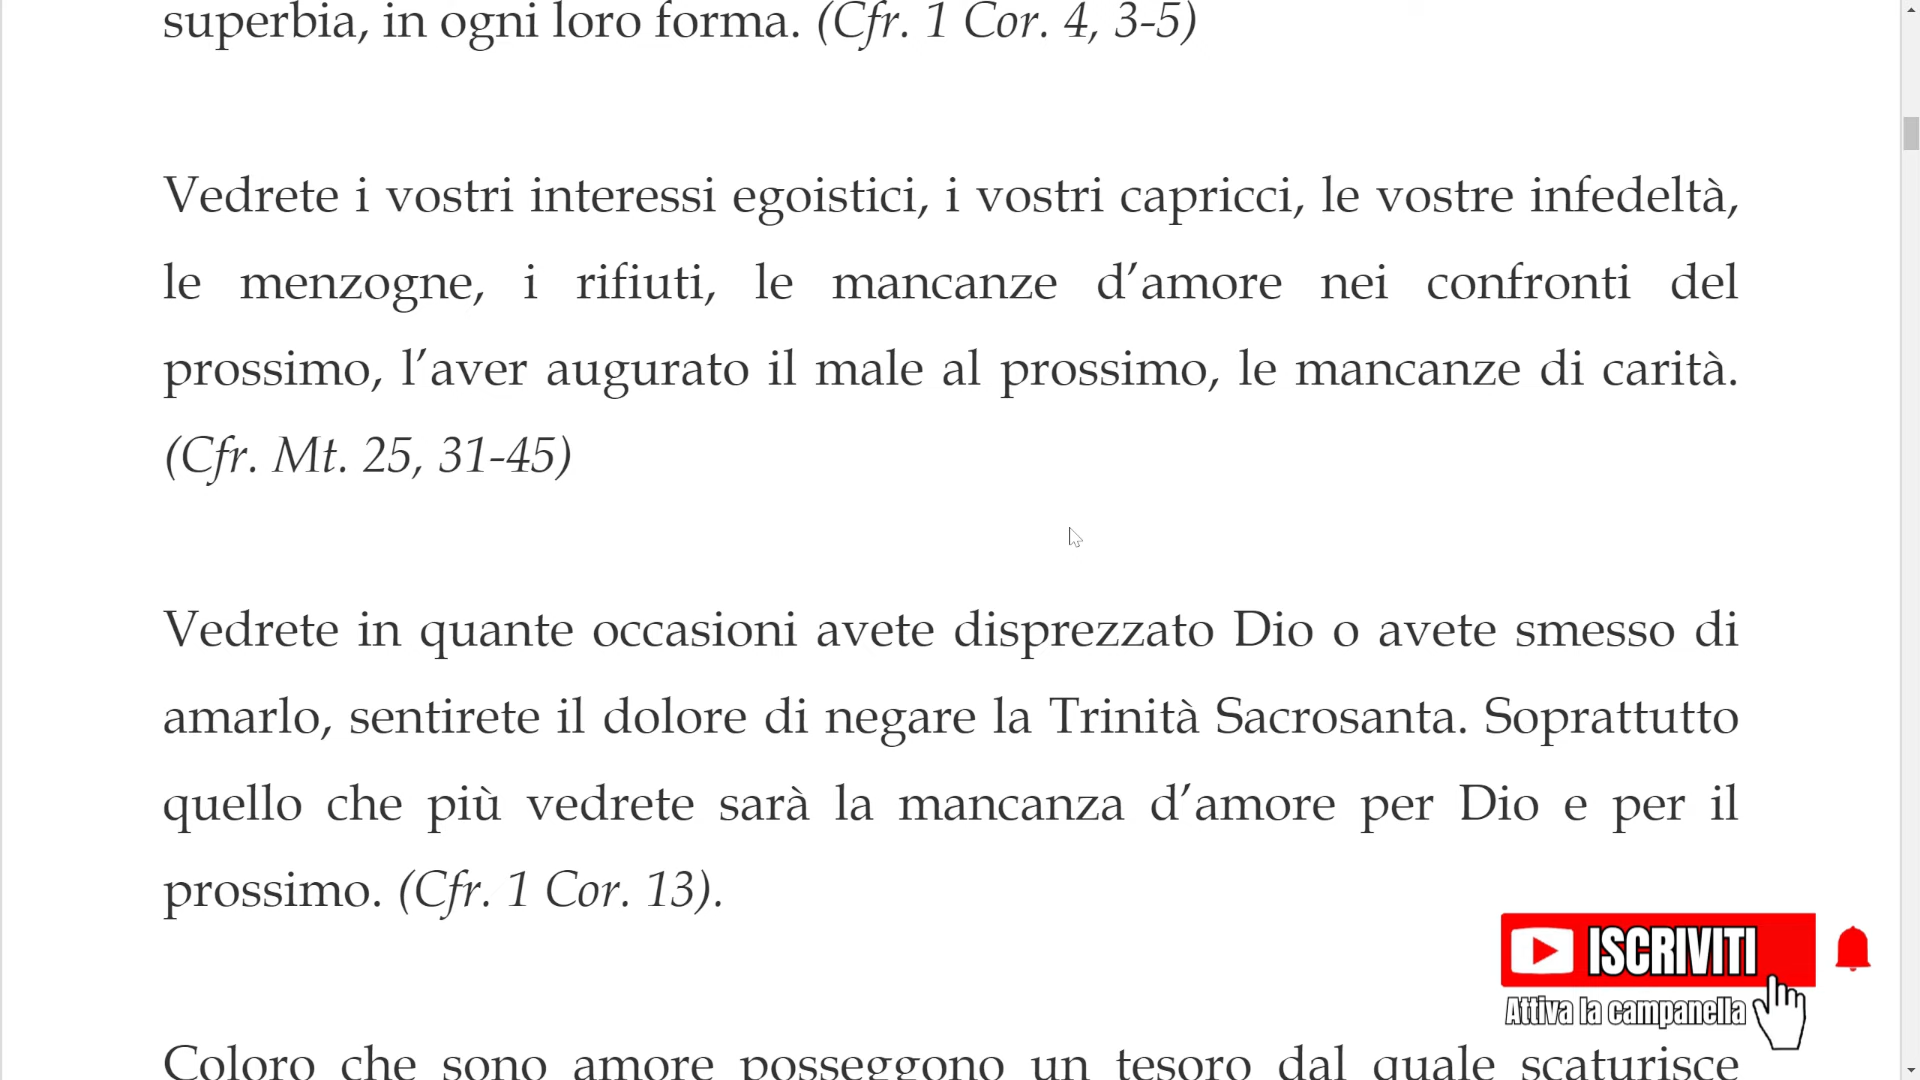 superbia, in ogni loro forma. (Cfr. 1 Cor. 4, 3-5)
Vedrete i vostri interessi egoistici, i vostri capricci, le vostre infedeltà,
le menzogne, i rifiuti, le mancanze d’amore nei confronti del
prossimo, l’aver augurato il male al prossimo, le mancanze di carità.
(Cfr. Mt. 25, 31-45)
Vedrete in quante occasioni avete disprezzato Dio o avete smesso di
amarlo, sentirete il dolore di negare la Trinità Sacrosanta. Soprattutto
quello che più vedrete sarà la mancanza d’amore per Dio e per il
prossimo. (Cfr. 1 Cor. 13).
ISCRIVITI
Attiva la campanella
Coloro che sono amore posseggono un tesoro dal quale scaturisce